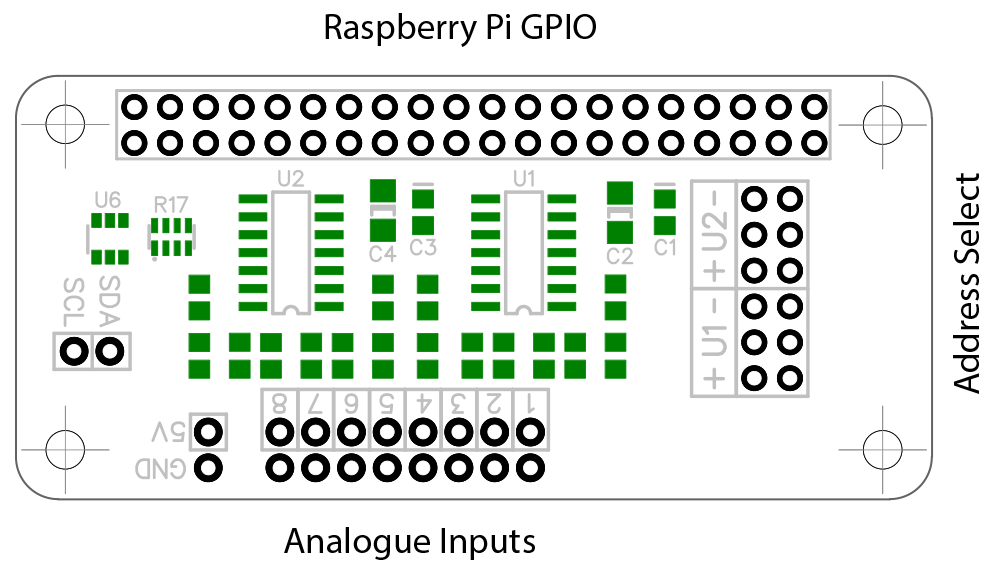 Raspberry Pi GPIO
U2
U1
U6
R17
C4
C3
C2
C1
+ U2 -
+ U1 -
Address Select
SCL
SDA
8 7 6 5 4 3 2 1
5V
GND
Analogue Inputs